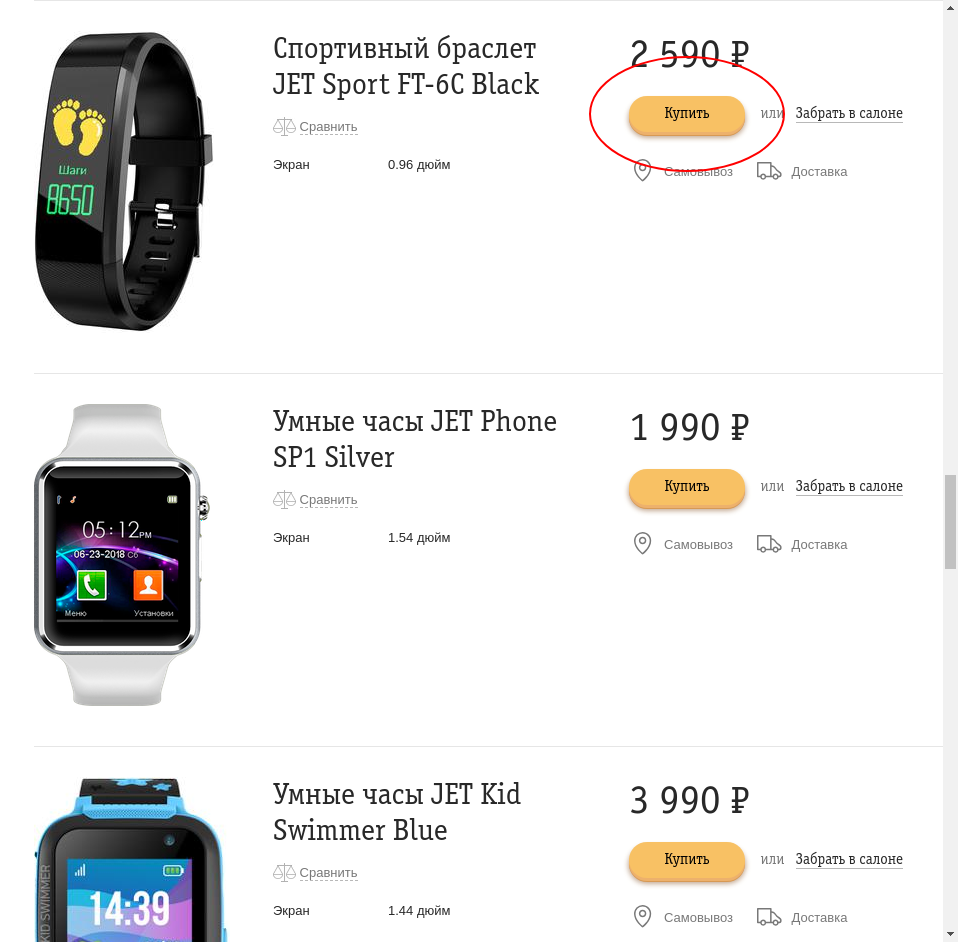 Спортивный браслет
JET Sport FT-6C Black
Сравнить
Экран 0.96 дюйм
2 590 ₽
Купить или Забрать в салоне
Самовывоз Доставка
Шаги
8650
Умные часы JET Phone
SP1 Silver
Сравнить
Экран 1.54 дюйм
1 990 ₽
Купить или Забрать в салоне
Самовывоз Доставка
05:12PM
06-23-2018 Сб
Меню Установки
Умные часы JET Kid
Swimmer Blue
Сравнить
Экран 1.44 дюйм
3 990 ₽
Купить или Забрать в салоне
Самовывоз Доставка
KID SWIMMER
14:39